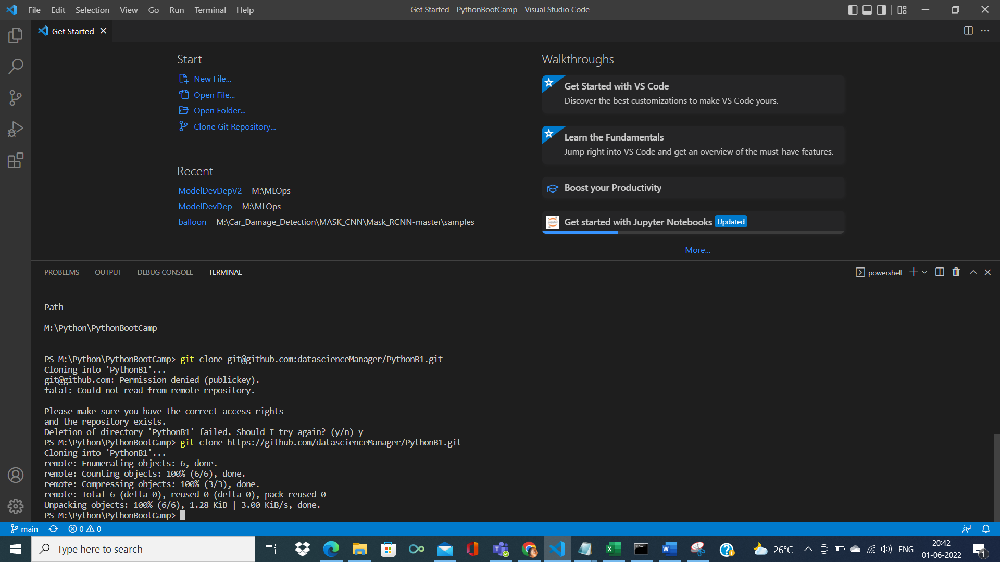 File Edit Selection View Go Run Terminal Help
Get Started - PythonBootCamp - Visual Studio Code
Get Started
Start
New File...
Open File...
Open Folder...
Clone Git Repository...
Recent
ModelDevDepV2 M:\MLOps
ModelDevDep M:\MLOps
balloon M:\Car_Damage_Detection\MASK_CNN\Mask_RCNN-master\samples
Walkthroughs
Get Started with VS Code
Discover the best customizations to make VS Code yours.
Learn the Fundamentals
Jump right into VS Code and get an overview of the must-have features.
Boost your Productivity
Get started with Jupyter Notebooks Updated
More...
PROBLEMS OUTPUT DEBUG CONSOLE TERMINAL
powershell
Path
----
M:\Python\PythonBootCamp
PS M:\Python\PythonBootCamp> git clone git@github.com:datascienceManager/PythonB1.git
Cloning into 'PythonB1'...
git@github.com: Permission denied (publickey).
fatal: Could not read from remote repository.
Please make sure you have the correct access rights
and the repository exists.
Deletion of directory 'PythonB1' failed. Should I try again? (y/n) y
PS M:\Python\PythonBootCamp> git clone https://github.com/datascienceManager/PythonB1.git
Cloning into 'PythonB1'...
remote: Enumerating objects: 6, done.
remote: Counting objects: 100% (6/6), done.
remote: Compressing objects: 100% (3/3), done.
remote: Total 6 (delta 0), reused 0 (delta 0), pack-reused 0
Unpacking objects: 100% (6/6), 1.28 KiB | 3.00 KiB/s, done.
PS M:\Python\PythonBootCamp>
main 0 0
Type here to search
26°C
ENG
20:42
01-06-2022
1